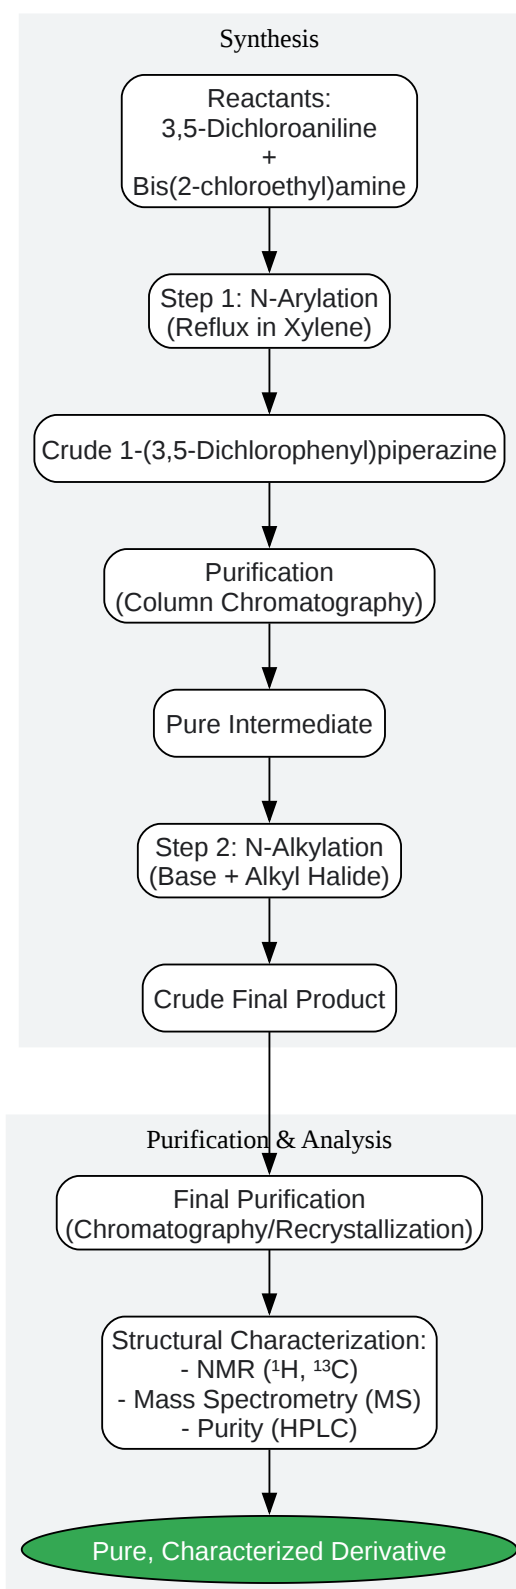 Synthesis
Reactants:
3,5-Dichloroaniline
+
Bis(2-chloroethyl)amine
Step 1: N-Arylation
(Reflux in Xylene)
Crude 1-(3,5-Dichlorophenyl)piperazine
Purification
(Column Chromatography)
Pure Intermediate
Step 2: N-Alkylation
(Base + Alkyl Halide)
Crude Final Product
Purification & Analysis
Final Purification
(Chromatography/Recrystallization)
Structural Characterization:
- NMR (¹H, ¹³C)
- Mass Spectrometry (MS)
- Purity (HPLC)
Pure, Characterized Derivative